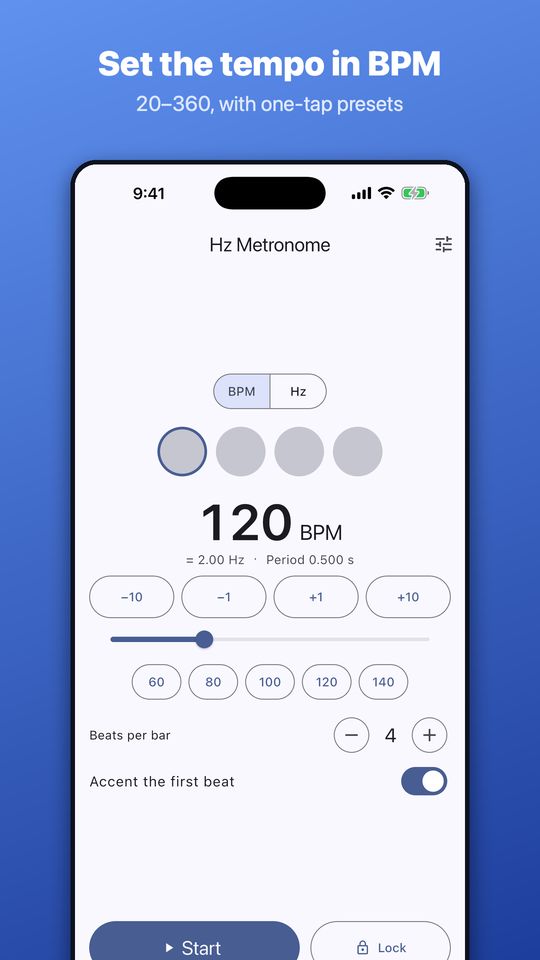 Set the tempo in BPM
20–360, with one-tap presets
9:41
Hz Metronome
BPM Hz
120 BPM
= 2.00 Hz · Period 0.500 s
−10 −1 +1 +10
60 80 100 120 140
Beats per bar − 4 +
Accent the first beat
Start Lock